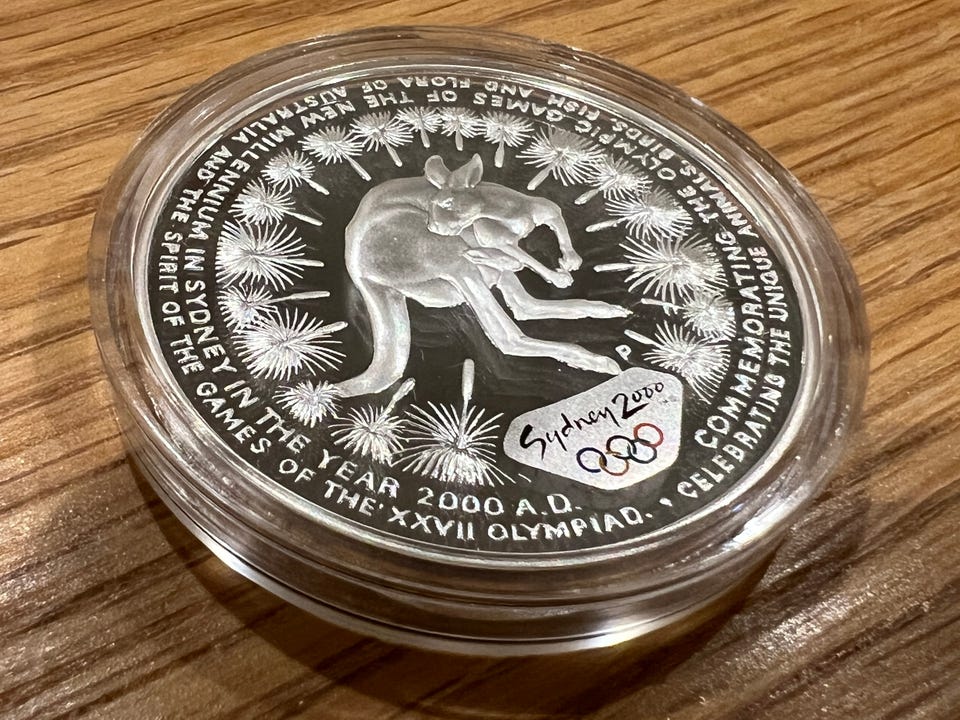 COMMEMORATING THE OLYMPIC GAMES OF THE NEW MILLENNIUM IN SYDNEY IN THE YEAR 2000 A.D.
• CELEBRATING THE UNIQUE ANIMALS, BIRDS, FISH AND FLORA OF AUSTRALIA AND THE SPIRIT OF THE GAMES OF THE XXVII OLYMPIAD.
P
Sydney 2000